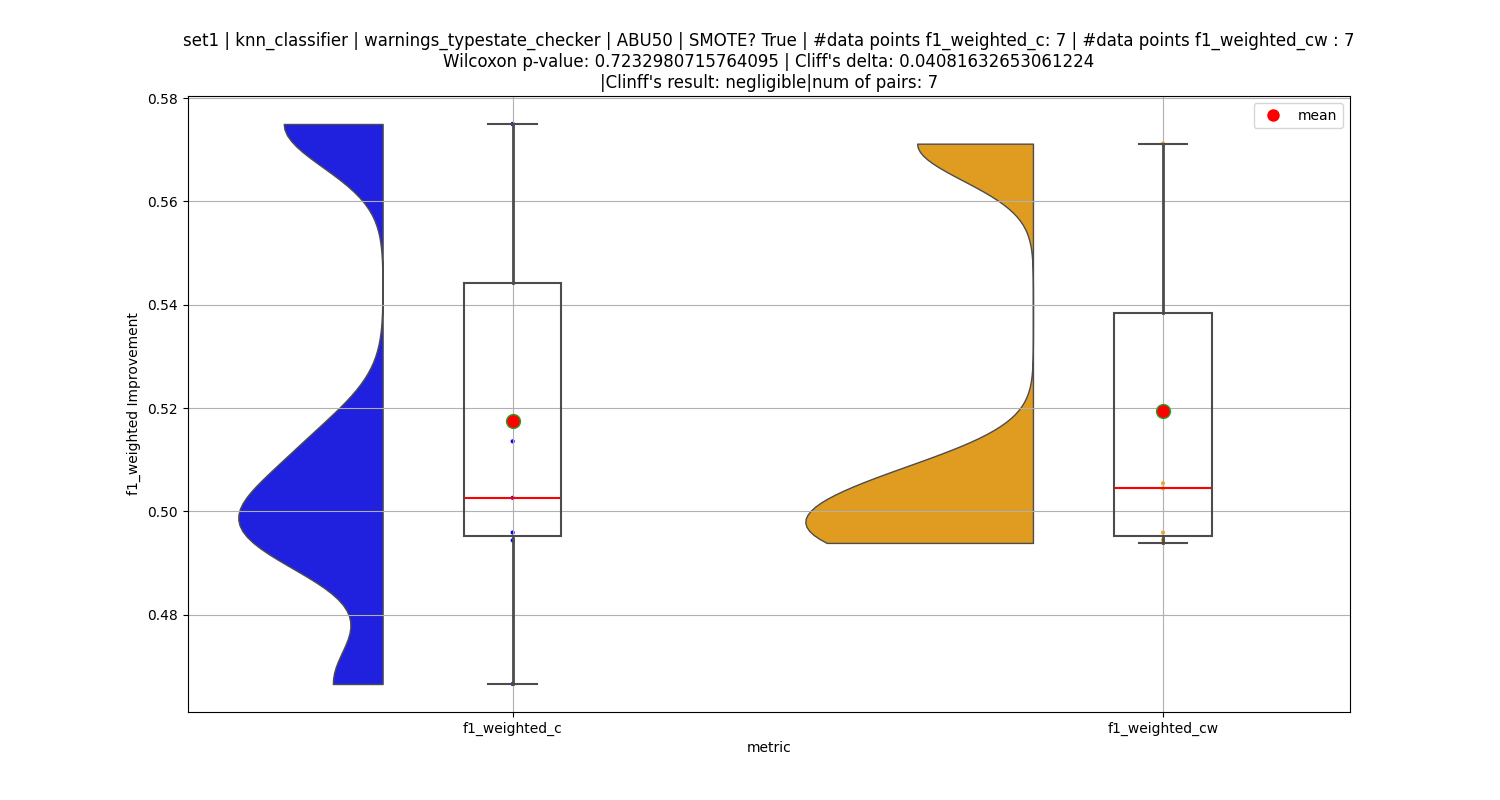 set1 | knn_classifier | warnings_typestate_checker | ABU50 | SMOTE? True | #data points f1_weighted_c: 7 | #data points f1_weighted_cw : 7
Wilcoxon p-value: 0.7232980715764095 | Cliff's delta: 0.04081632653061224
|Clinff's result: negligible|num of pairs: 7
0.58
mean
0.56
0.54
0.52
0.50
0.48
f1_weighted Improvement
f1_weighted_c
f1_weighted_cw
metric